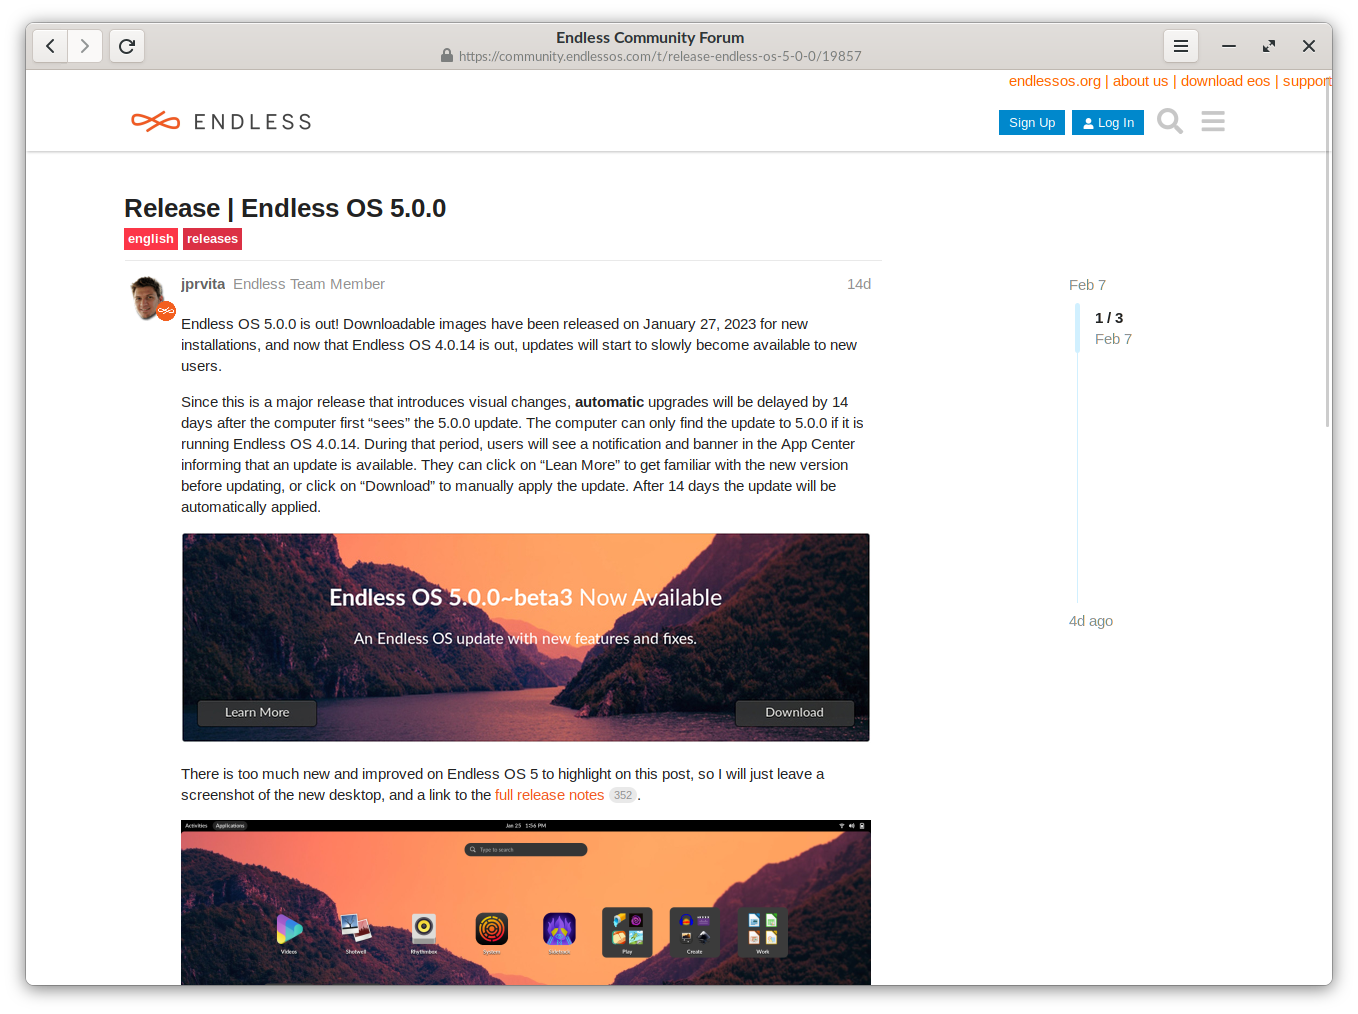 Endless Community Forum
https://community.endlessos.com/t/release-endless-os-5-0-0/19857
endlessos.org | about us | download eos | support
ENDLESS
Sign Up
Log In
Release | Endless OS 5.0.0
english releases
jprvita Endless Team Member 14d
Endless OS 5.0.0 is out! Downloadable images have been released on January 27, 2023 for new
installations, and now that Endless OS 4.0.14 is out, updates will start to slowly become available to new
users.
Since this is a major release that introduces visual changes, automatic upgrades will be delayed by 14
days after the computer first “sees” the 5.0.0 update. The computer can only find the update to 5.0.0 if it is
running Endless OS 4.0.14. During that period, users will see a notification and banner in the App Center
informing that an update is available. They can click on “Lean More” to get familiar with the new version
before updating, or click on “Download” to manually apply the update. After 14 days the update will be
automatically applied.
Endless OS 5.0.0~beta3 Now Available
An Endless OS update with new features and fixes.
Learn More
Download
There is too much new and improved on Endless OS 5 to highlight on this post, so I will just leave a
screenshot of the new desktop, and a link to the full release notes 352 .
Activities Applications Jan 25 1:56 PM
Type to search
Videos Shotwell Rhythmbox Play Create Work
Feb 7
1 / 3
Feb 7
4d ago